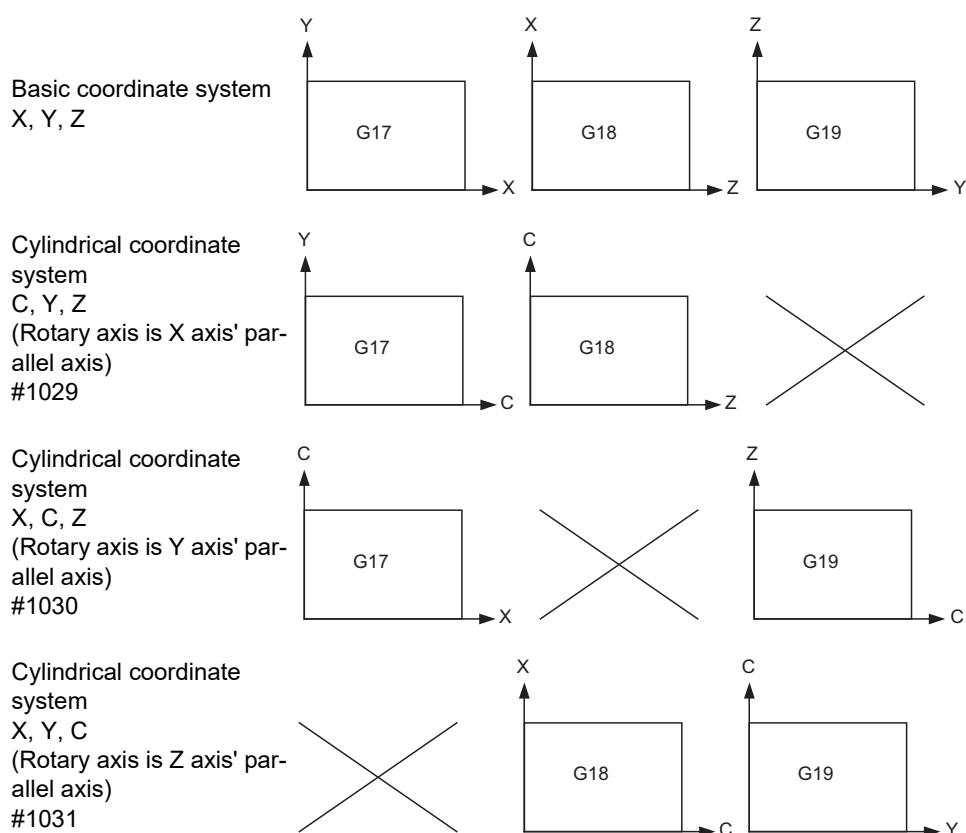 Y
X
Z
Basic coordinate system
X, Y, Z
G17
G18
G19
X
Z
Y
Cylindrical coordinate
system
C, Y, Z
(Rotary axis is X axis' par-
allel axis)
#1029
Y
C
G17
G18
C
Z
Cylindrical coordinate
system
X, C, Z
(Rotary axis is Y axis' par-
allel axis)
#1030
C
Z
G17
G19
X
C
Cylindrical coordinate
system
X, Y, C
(Rotary axis is Z axis' par-
allel axis)
#1031
X
C
G18
G19
C
Y